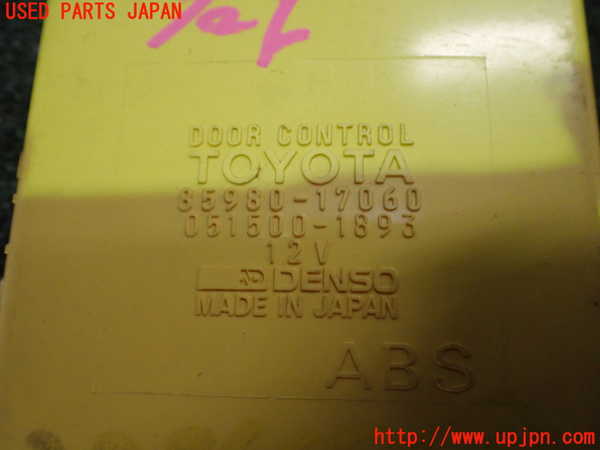 USED PARTS JAPAN
DOOR CONTROL
TOYOTA
85980-17060
051500-1893
12V
DENSO
MADE IN JAPAN
ABS
http://www.upjpn.com